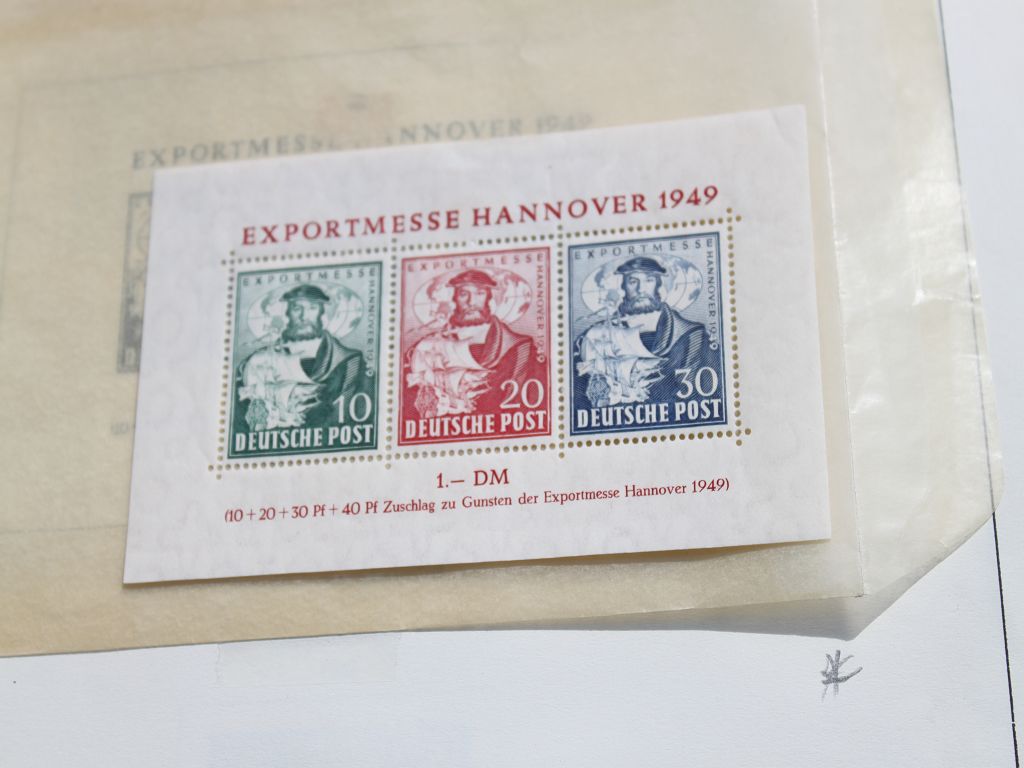 EXPORTMESSE HANNOVER 1949
EXPORTMESSE HANNOVER 1949
EXPORTMESSE
HANNOVER 1949
10
DEUTSCHE POST
EXPORTMESSE
HANNOVER 1949
20
DEUTSCHE POST
EXPORTMESSE
HANNOVER 1949
30
DEUTSCHE POST
1.— DM
(10 + 20 + 30 Pf + 40 Pf Zuschlag zu Gunsten der Exportmesse Hannover 1949)